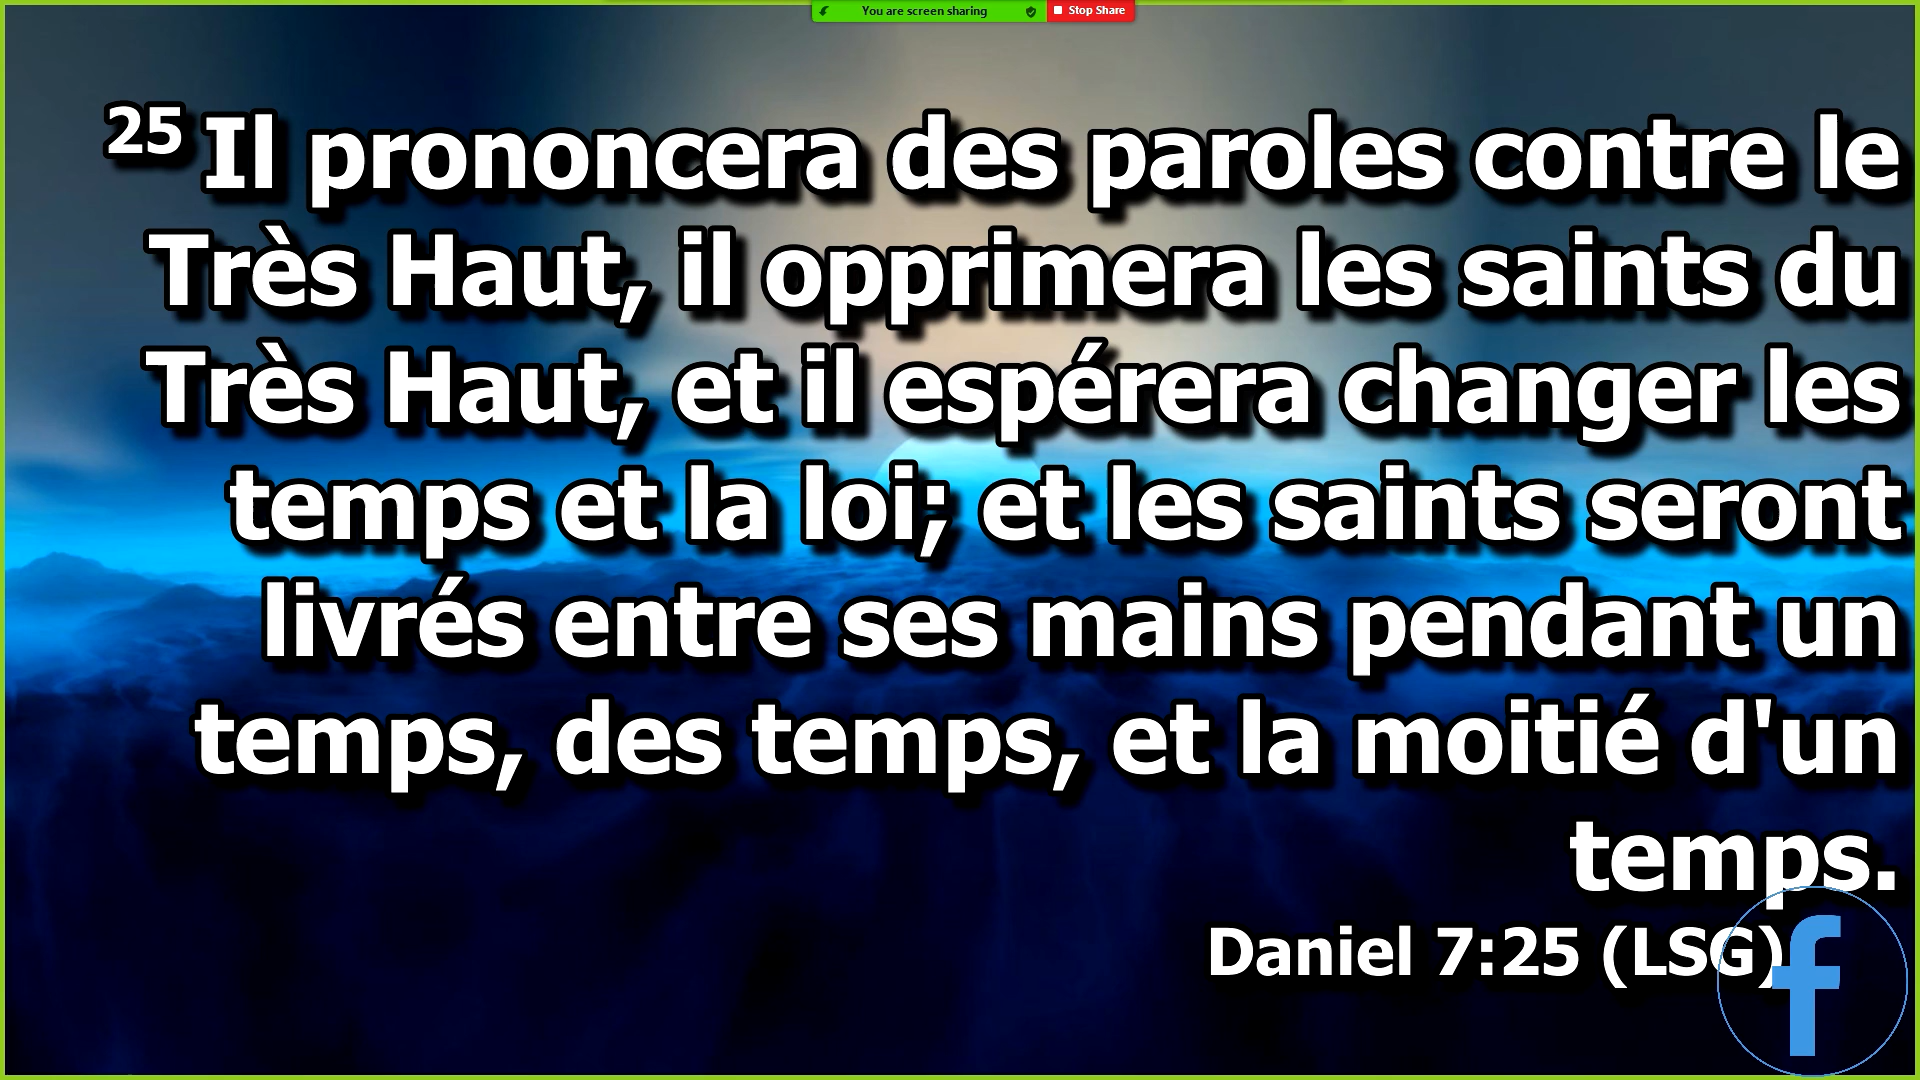 You are screen sharing Stop Share
25 Il prononcera des paroles contre le
Très Haut, il opprimera les saints du
Très Haut, et il espérera changer les
temps et la loi; et les saints seront
livrés entre ses mains pendant un
temps, des temps, et la moitié d'un
temps.
Daniel 7:25 (LSG)
f